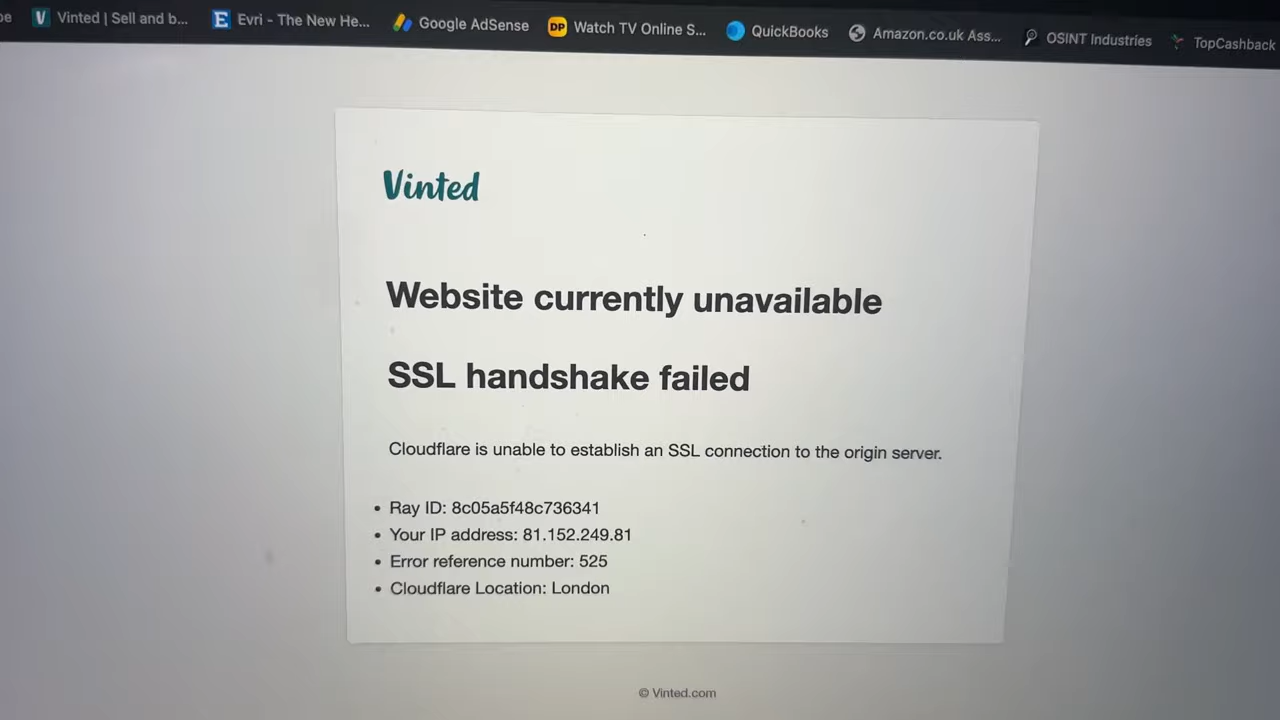 Vinted | Sell and b...
Evri - The New He...
Google AdSense
DP
Watch TV Online S...
QuickBooks
Amazon.co.uk Ass...
OSINT Industries
TopCashback
Vinted
Website currently unavailable
SSL handshake failed
Cloudflare is unable to establish an SSL connection to the origin server.
• Ray ID: 8c05a5f48c736341
• Your IP address: 81.152.249.81
• Error reference number: 525
• Cloudflare Location: London
© Vinted.com